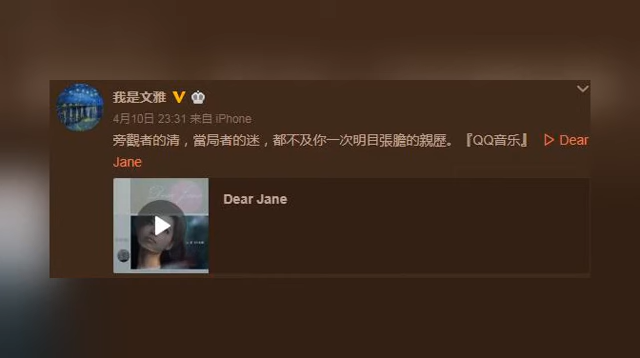 我是文雅
4月10日 23:31 来自 iPhone
旁觀者的清，當局者的迷，都不及你一次明目張膽的親歷。『QQ音乐』 Dear
Jane
Dear Jane